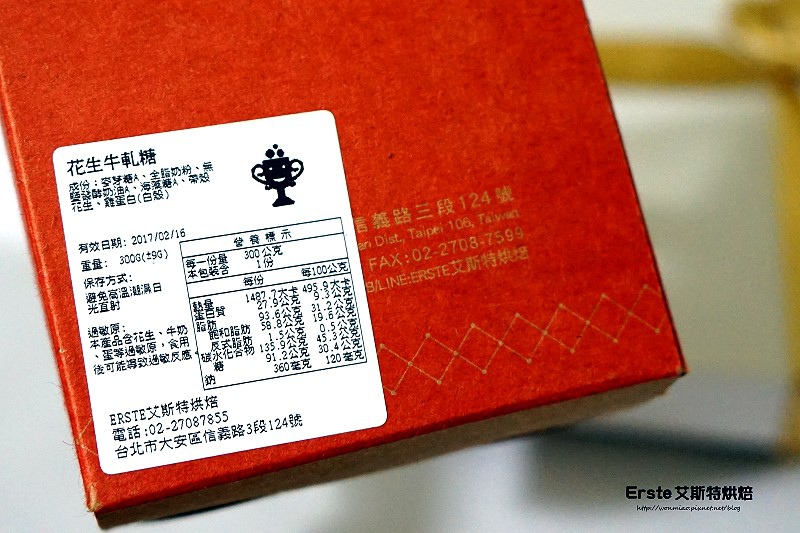 花生牛軋糖
成份：麥芽糖A、全脂奶粉、無
鹽發酵奶油A、海藻糖A、帶殼
花生、雞蛋白(白殼)
有效日期: 2017/02/16
重量: 300G(±9G)
保存方式:
避免高溫潮濕日
光直射
過敏原:
本產品含花生、牛奶
、蛋等過敏原,食用
後可能導致過敏反應
營養標示
每一份量 300公克
本包裝含 1份
每份 每100公克
熱量 1487.7大卡 495.9大卡
蛋白質 27.9公克 9.3公克
脂肪 93.6公克 31.2公克
飽和脂肪 58.8公克 19.6公克
反式脂肪 1.5公克 0.5公克
碳水化合物 135.9公克 45.3公克
糖 91.2公克 30.4公克
鈉 360毫克 120毫克
ERSTE艾斯特烘焙
電話:02-27087855
台北市大安區信義路3段124號
信義路三段124號
Dist., Taipei 106, Taiwan
FAX:02-2708-7599
B/LINE:ERSTE艾斯特烘焙
Erste艾斯特烘焙
http://wonmiao.pixnet.net/blog